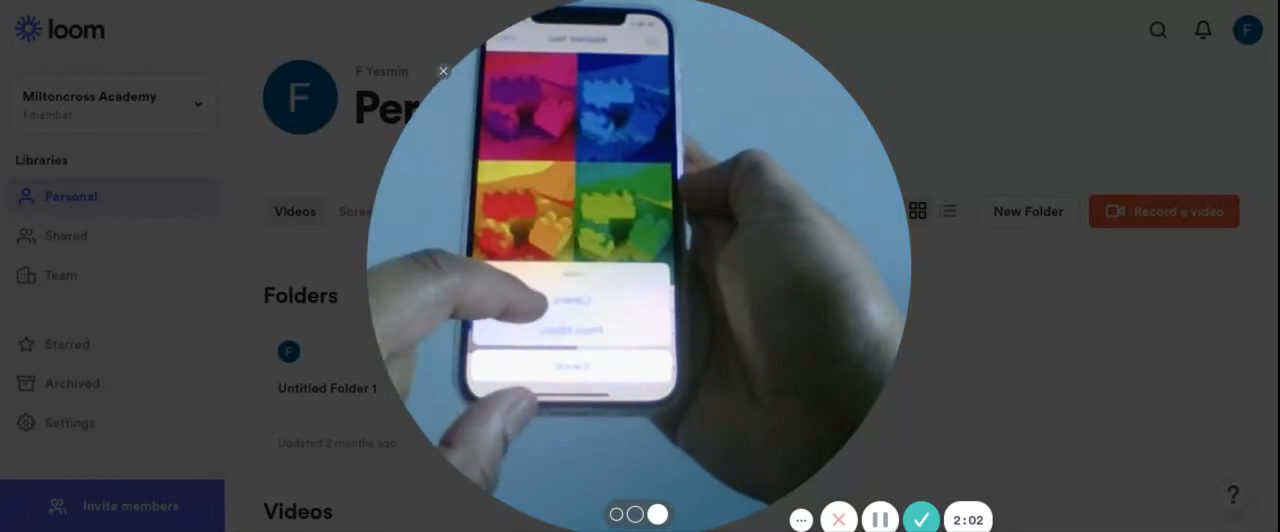 loom
F Yesmin
Miltoncross Academy
1 member
F
Per
Libraries
Personal
Shared
Team
Starred
Archived
Settings
Invite members
Videos
New Folder
Record a video
Folders
F
Untitled Folder 1
Updated 2 months ago
Videos
F
?
2:02